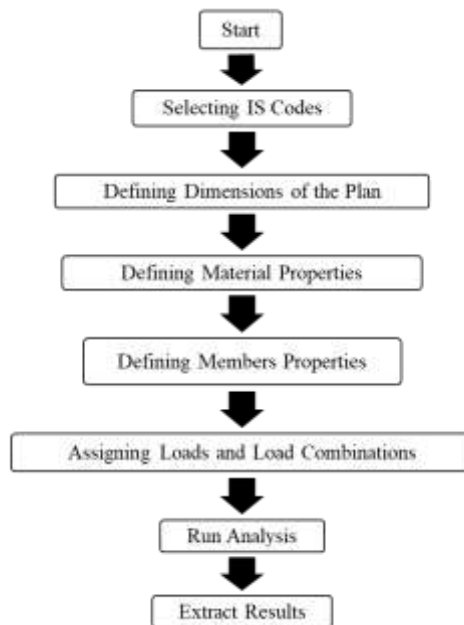 Start
Selecting IS Codes
Defining Dimensions of the Plan
Defining Material Properties
Defining Members Properties
Assigning Loads and Load Combinations
Run Analysis
Extract Results